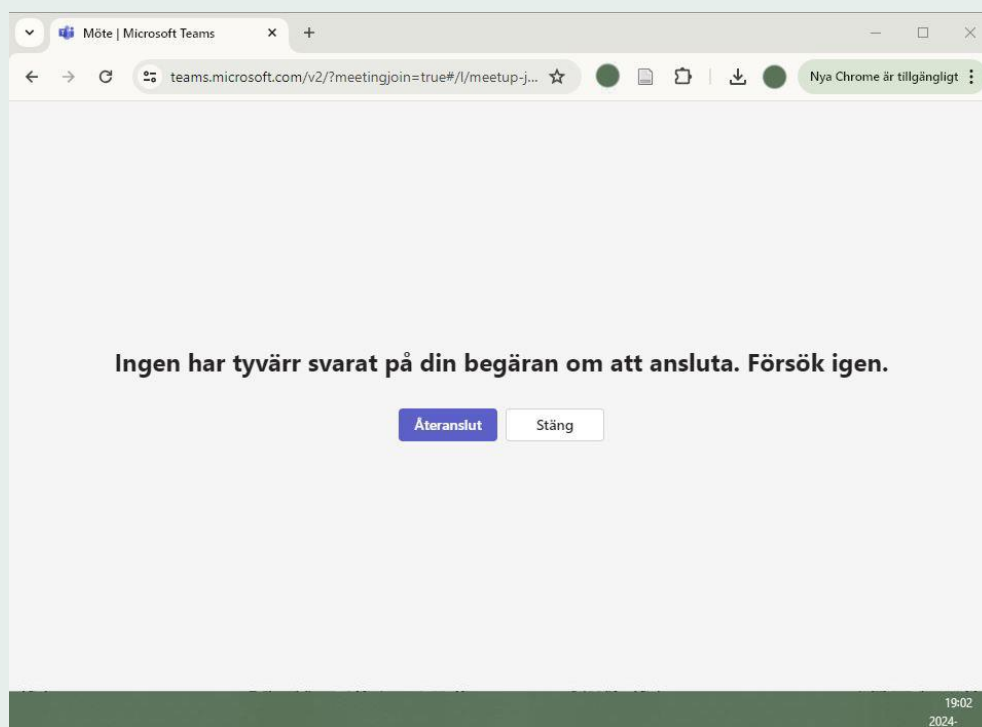 Möte | Microsoft Teams
teams.microsoft.com/v2/?meetingjoin=true#/l/meetup-j...
Nya Chrome är tillgängligt
Ingen har tyvärr svarat på din begäran om att ansluta. Försök igen.
Återanslut
Stäng
19:02
2024-